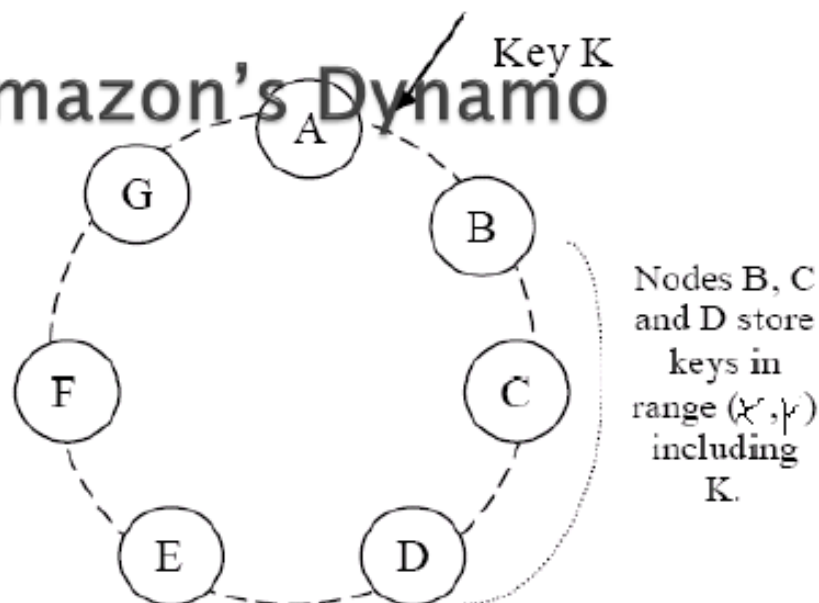 Key K
mazon's Dynamo
A
G
B
Nodes B, C
and D store
keys in
range
including
K.
F
C
E
D